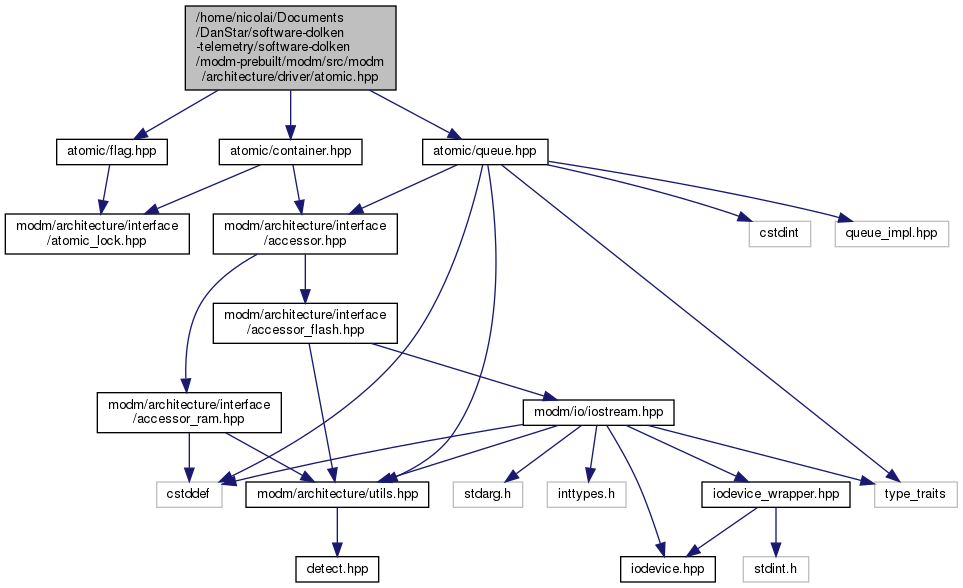 /home/nicolai/Documents
/DanStar/software-dolken
-telemetry/software-dolken
/modm-prebuilt/modm/src/modm
/architecture/driver/atomic.hpp
atomic/flag.hpp
atomic/container.hpp
atomic/queue.hpp
modm/architecture/interface
/atomic_lock.hpp
modm/architecture/interface
/accessor.hpp
cstdint
queue_impl.hpp
modm/architecture/interface
/accessor_flash.hpp
modm/architecture/interface
/accessor_ram.hpp
modm/io/iostream.hpp
cstddef
modm/architecture/utils.hpp
stdarg.h
inttypes.h
iodevice_wrapper.hpp
type_traits
detect.hpp
iodevice.hpp
stdint.h